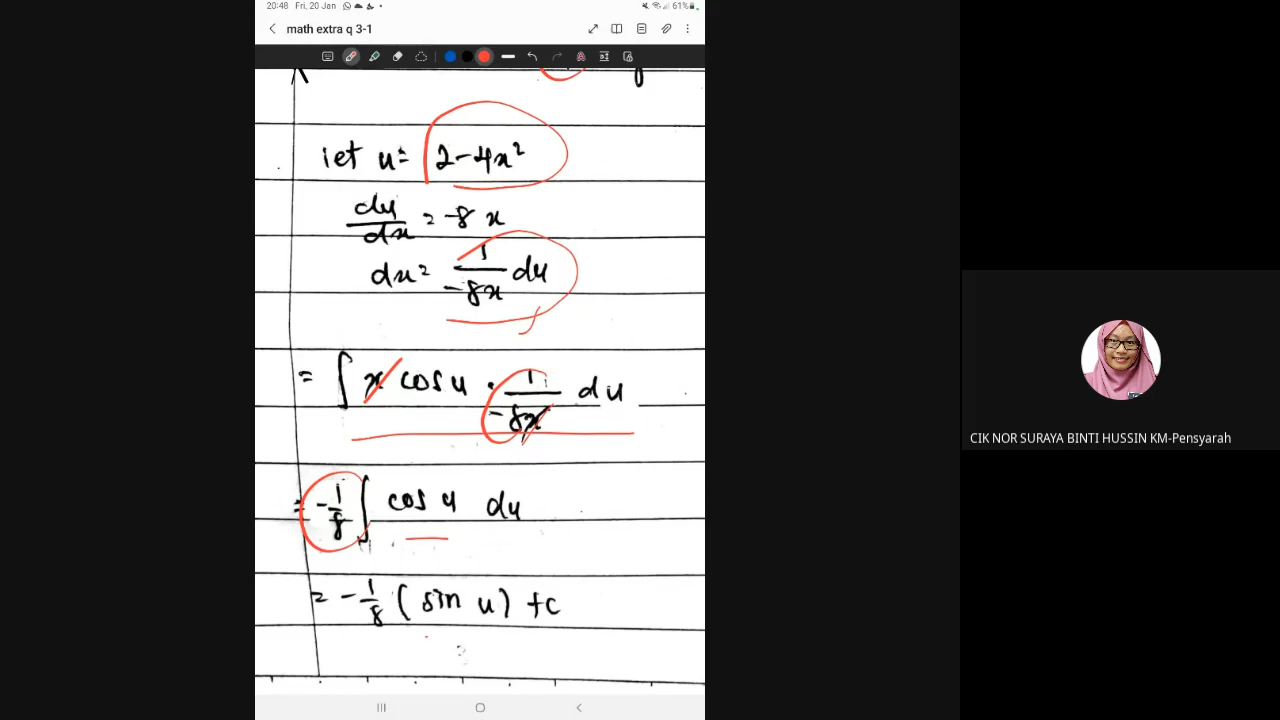 20:48 Fri, 20 Jan 61%
math extra q 3-1
let u = 2-4x²
du/dx = -8x
dx = 1/-8x du
= ∫ x cos u · 1/-8x du
= -1/8 ∫ cos u du
= -1/8 (sin u) + c
CIK NOR SURAYA BINTI HUSSIN KM-Pensyarah